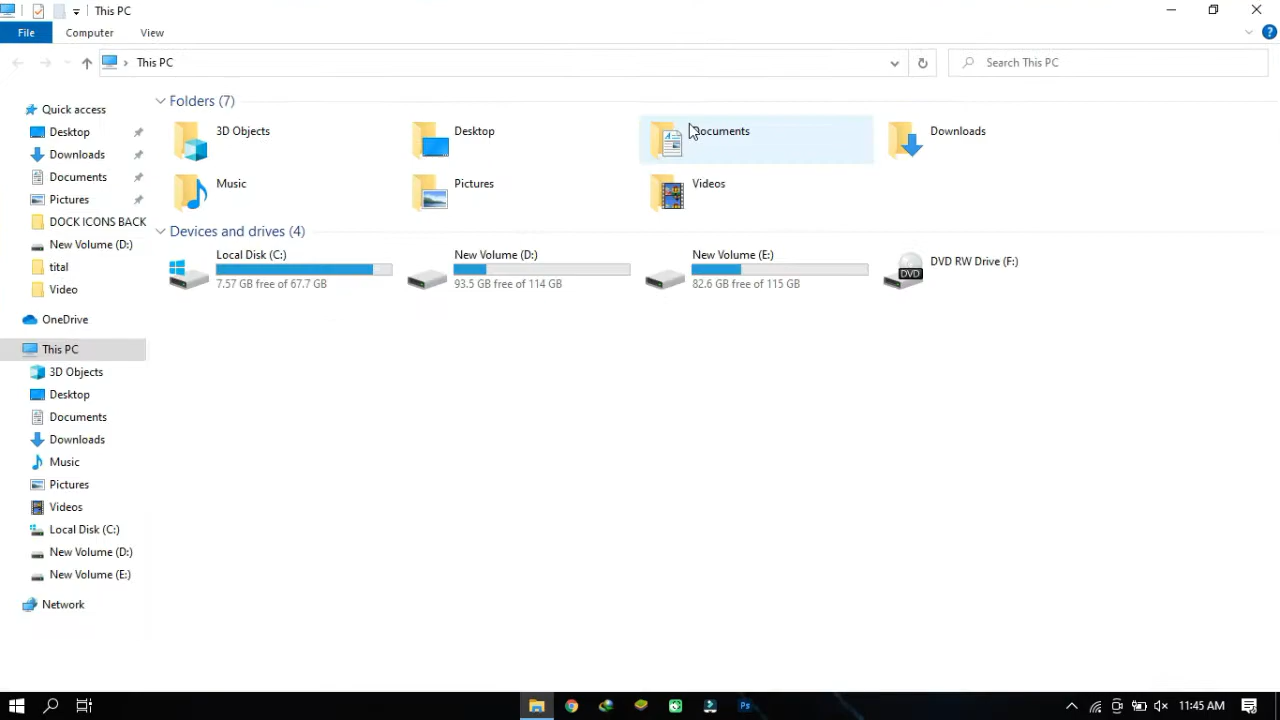 This PC
File
Computer
View
This PC
Search This PC
Quick access
Desktop
Downloads
Documents
Pictures
DOCK ICONS BACK
New Volume (D:)
tital
Video
OneDrive
This PC
3D Objects
Desktop
Documents
Downloads
Music
Pictures
Videos
Local Disk (C:)
New Volume (D:)
New Volume (E:)
Network
Folders (7)
3D Objects
Desktop
Documents
Downloads
Music
Pictures
Videos
Devices and drives (4)
Local Disk (C:)
7.57 GB free of 67.7 GB
New Volume (D:)
93.5 GB free of 114 GB
New Volume (E:)
82.6 GB free of 115 GB
DVD
DVD RW Drive (F:)
Ps
11:45 AM